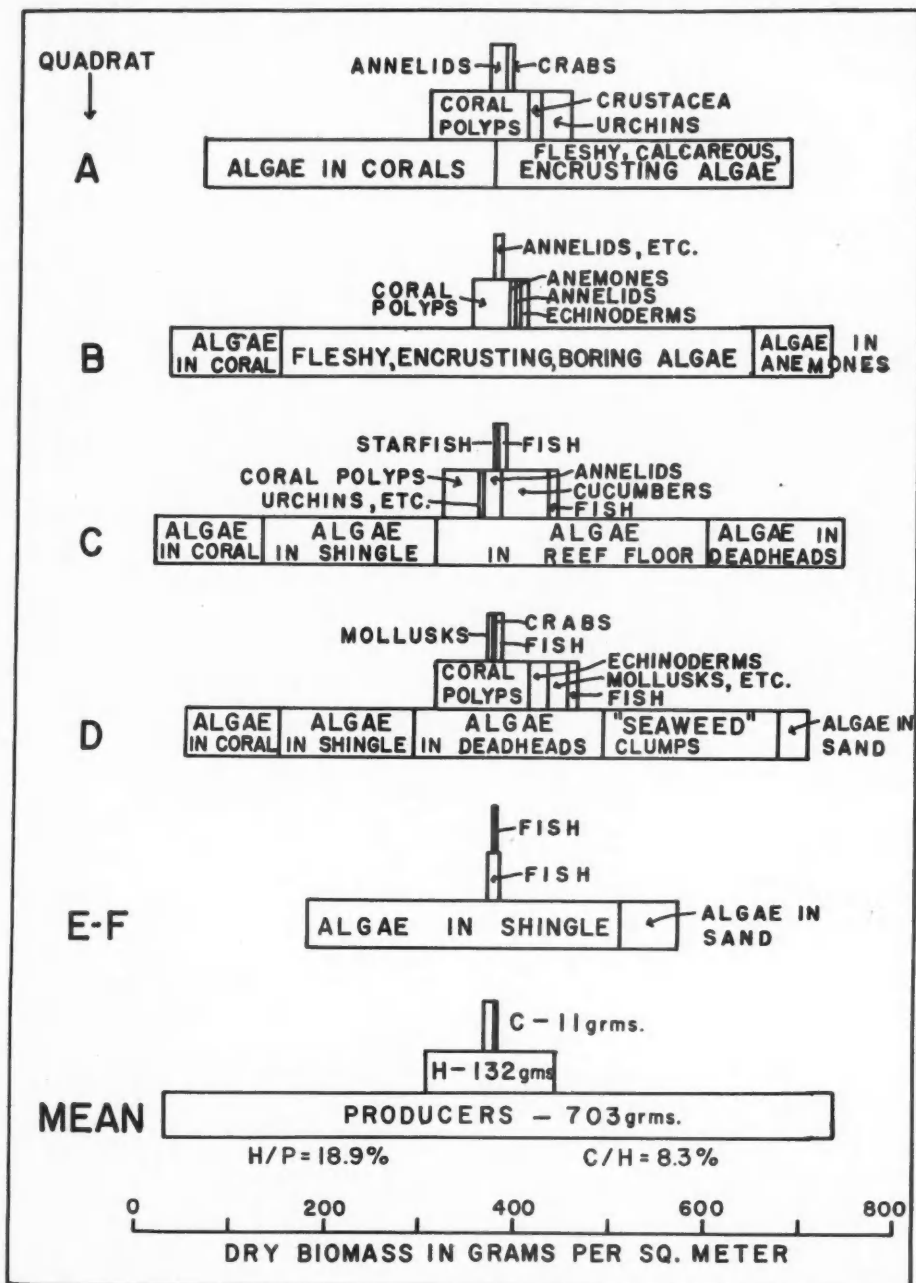 QUADRAT
ANNELIDS
CRABS
CORAL
POLYPS
CRUSTACEA
URCHINS
A
ALGAE IN CORALS
FLESHY, CALCAREOUS,
ENCRUSTING ALGAE
ANNELIDS, ETC.
CORAL
POLYPS
ANEMONES
ANNELIDS
ECHINODERMS
B
ALGAE
IN CORAL
FLESHY, ENCRUSTING, BORING ALGAE
ALGAE IN
ANEMONES
STARFISH
FISH
CORAL POLYPS
URCHINS, ETC.
ANNELIDS
CUCUMBERS
FISH
C
ALGAE
IN CORAL
ALGAE
IN SHINGLE
ALGAE
IN REEF FLOOR
ALGAE IN
DEADHEADS
MOLLUSKS
CRABS
FISH
CORAL
POLYPS
ECHINODERMS
MOLLUSKS, ETC.
FISH
D
ALGAE
IN CORAL
ALGAE
IN SHINGLE
ALGAE
IN DEADHEADS
"SEAWEED"
CLUMPS
ALGAE IN
SAND
FISH
FISH
E-F
ALGAE IN SHINGLE
ALGAE IN
SAND
C - 11 grms.
H-132 gms
MEAN
PRODUCERS - 703 grms.
H/P = 18.9%
C/H = 8.3%
0 200 400 600 800
DRY BIOMASS IN GRAMS PER SQ. METER